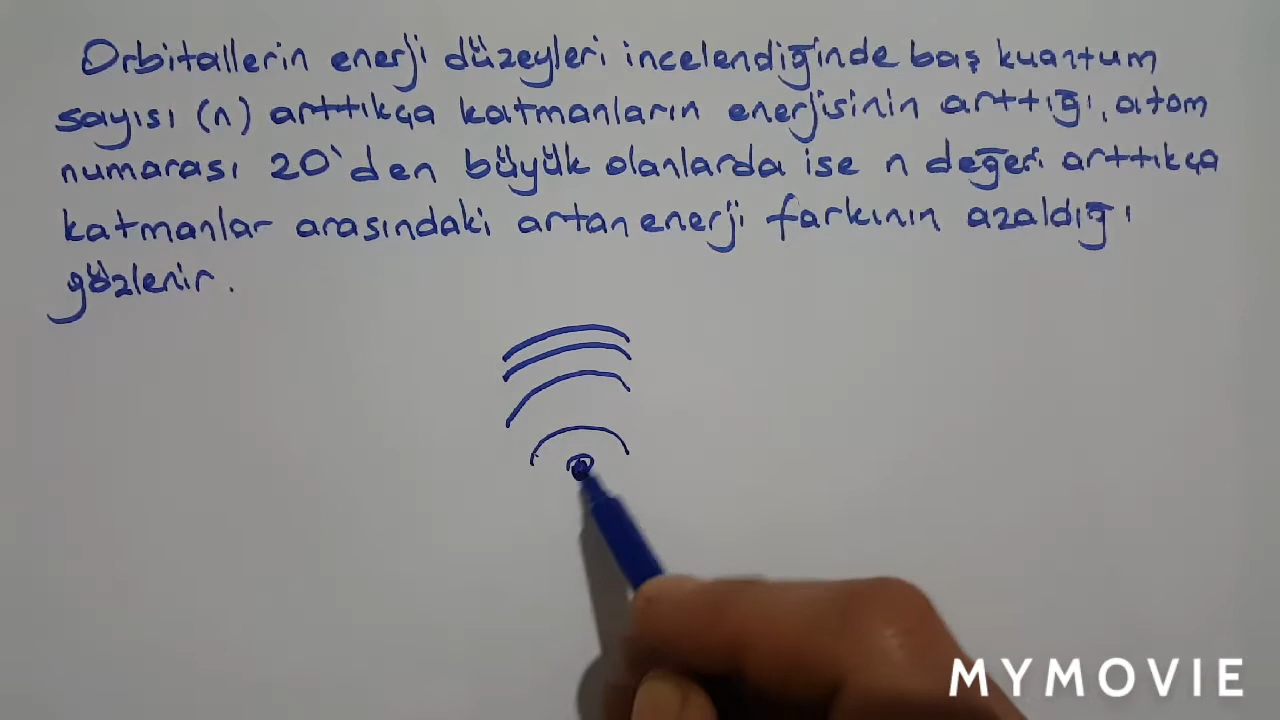 Orbitallerin enerji düzeyleri incelendiğinde baş kuantum
sayısı (n) arttıkça katmanların enerjisinin arttığı, atom
numarası 20'den büyük olanlarda ise n değeri arttıkça
katmanlar arasındaki artan enerji farkının azaldığı
gözlenir.
MYMOVIE